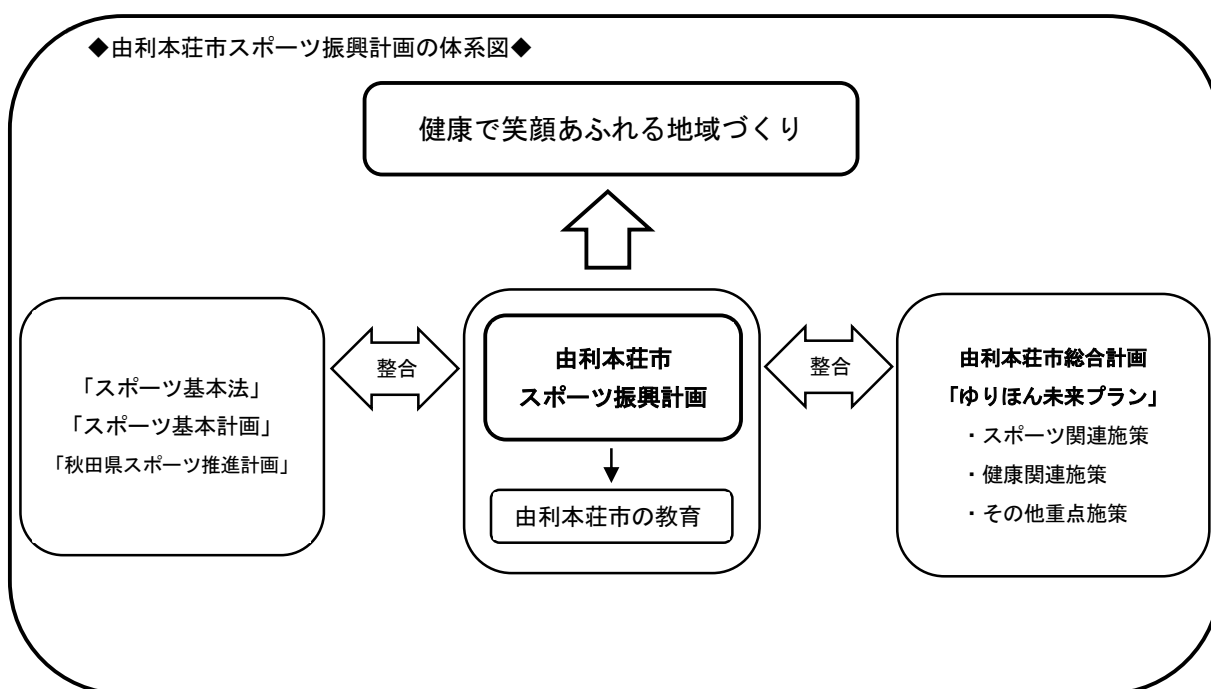 ◆由利本荘市スポーツ振興計画の体系図◆
健康で笑顔あふれる地域づくり
「スポーツ基本法」
「スポーツ基本計画」
「秋田県スポーツ推進計画」
整合
由利本荘市
スポーツ振興計画
由利本荘市の教育
整合
由利本荘市総合計画
「ゆりほん未来プラン」
・スポーツ関連施策
・健康関連施策
・その他重点施策